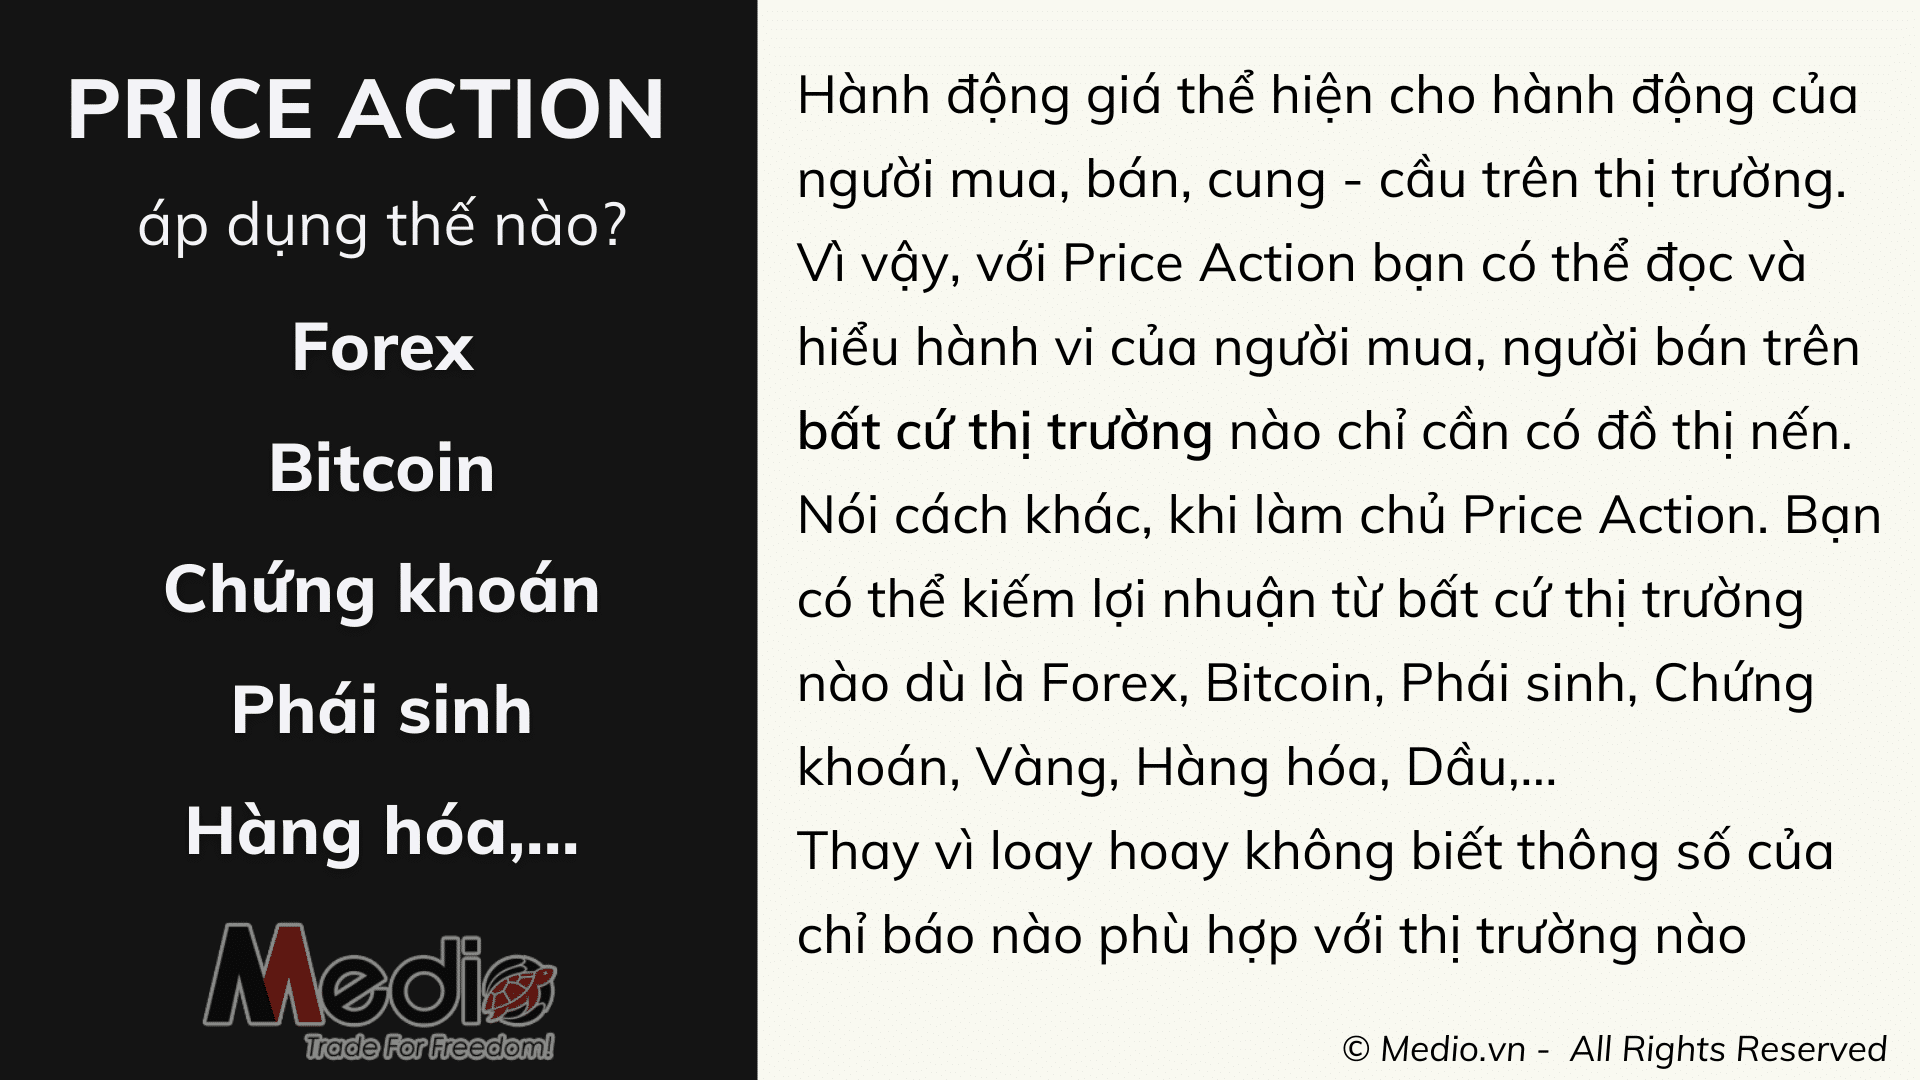 PRICE ACTION
áp dụng thế nào?
Forex
Bitcoin
Chứng khoán
Phái sinh
Hàng hóa,...
Medio
Trade For Freedom!
Hành động giá thể hiện cho hành động của
người mua, bán, cung - cầu trên thị trường.
Vì vậy, với Price Action bạn có thể đọc và
hiểu hành vi của người mua, người bán trên
bất cứ thị trường nào chỉ cần có đồ thị nến.
Nói cách khác, khi làm chủ Price Action. Bạn
có thể kiếm lợi nhuận từ bất cứ thị trường
nào dù là Forex, Bitcoin, Phái sinh, Chứng
khoán, Vàng, Hàng hóa, Dầu,...
Thay vì loay hoay không biết thông số của
chỉ báo nào phù hợp với thị trường nào
© Medio.vn - All Rights Reserved